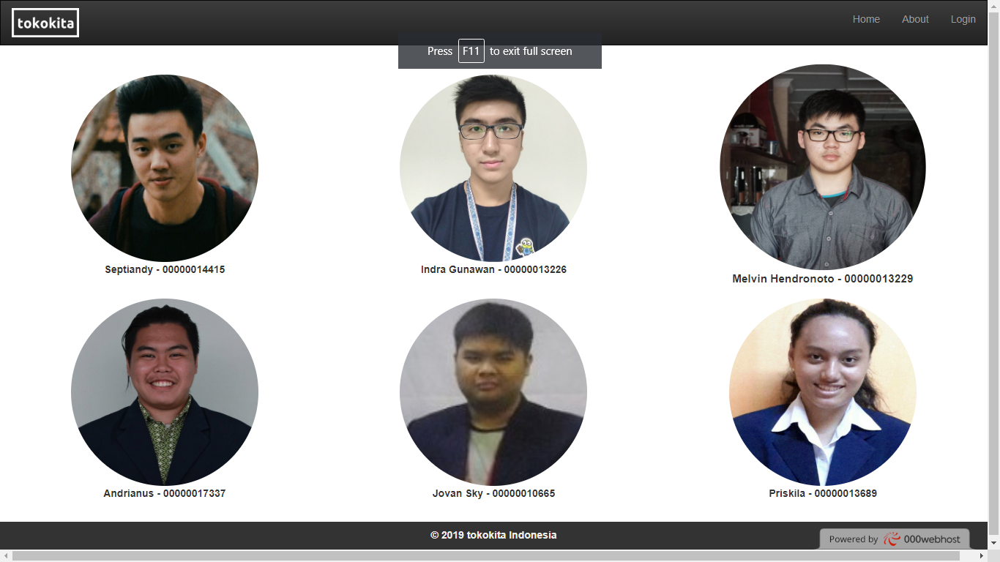 tokokita
Home About Login
Press F11 to exit full screen
Septiandy - 00000014415
Indra Gunawan - 00000013226
Melvin Hendronoto - 00000013229
Andrianus - 00000017337
Jovan Sky - 00000010665
Priskila - 00000013689
© 2019 tokokita Indonesia
Powered by 000webhost